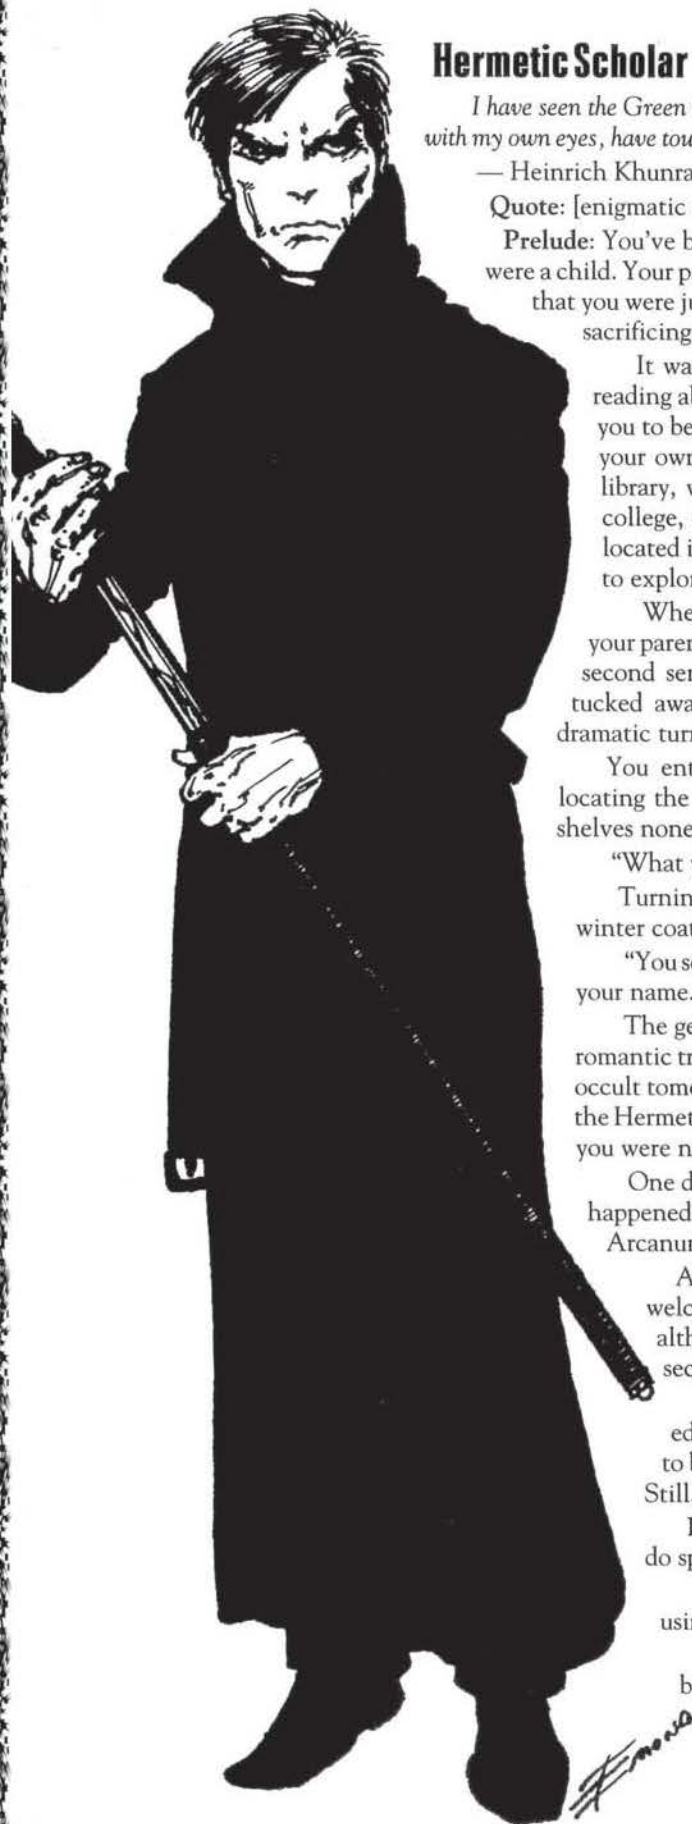 Hermetic Scholar
I have seen the Green
with my own eyes, have tou
— Heinrich Khunra
Quote: [enigmatic
Prelude: You've b
were a child. Your p
that you were ju
sacrificing
It wa
reading al
you to be
your own
library, v
college,
located i
to explor
Whe
your paren
second ser
tucked awa
dramatic turn
You ent
locating the
shelves none
"What y
Turnin
winter coat
"You se
your name.
The ge
romantic tr
occult tome
the Hermet
you were n
One d
happened
Arcanum
A
welc
alth
sec
ed
to b
Still
do sp
usin
b